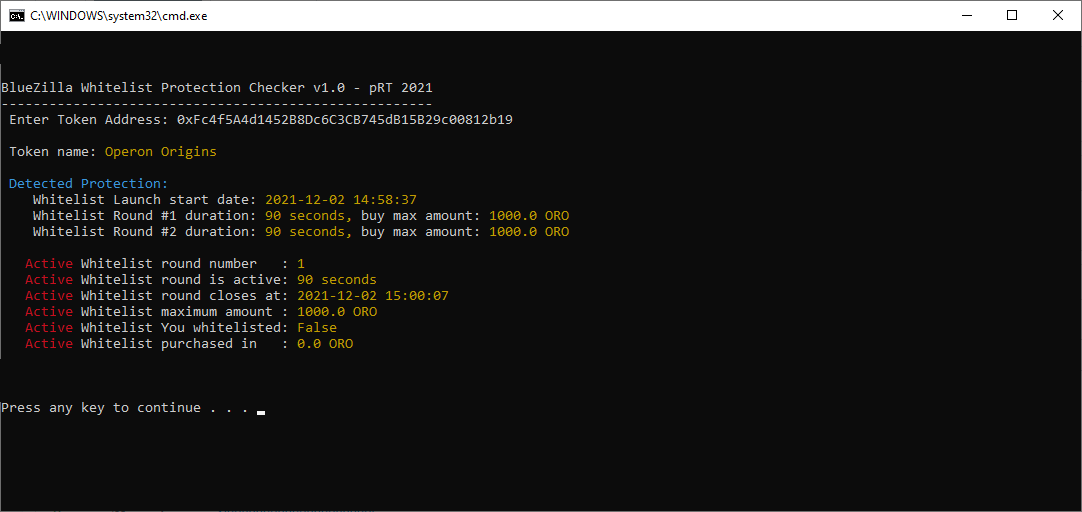 C:\WINDOWS\system32\cmd.exe
BlueZilla Whitelist Protection Checker v1.0 - pRT 2021
------------------------------------------------------
Enter Token Address: 0xFc4f5A4d1452B8Dc6C3CB745dB15B29c00812b19
Token name: Operon Origins
Detected Protection:
Whitelist Launch start date: 2021-12-02 14:58:37
Whitelist Round #1 duration: 90 seconds, buy max amount: 1000.0 ORO
Whitelist Round #2 duration: 90 seconds, buy max amount: 1000.0 ORO
Active Whitelist round number   : 1
Active Whitelist round is active: 90 seconds
Active Whitelist round closes at: 2021-12-02 15:00:07
Active Whitelist maximum amount : 1000.0 ORO
Active Whitelist You whitelisted: False
Active Whitelist purchased in   : 0.0 ORO
Press any key to continue . . .